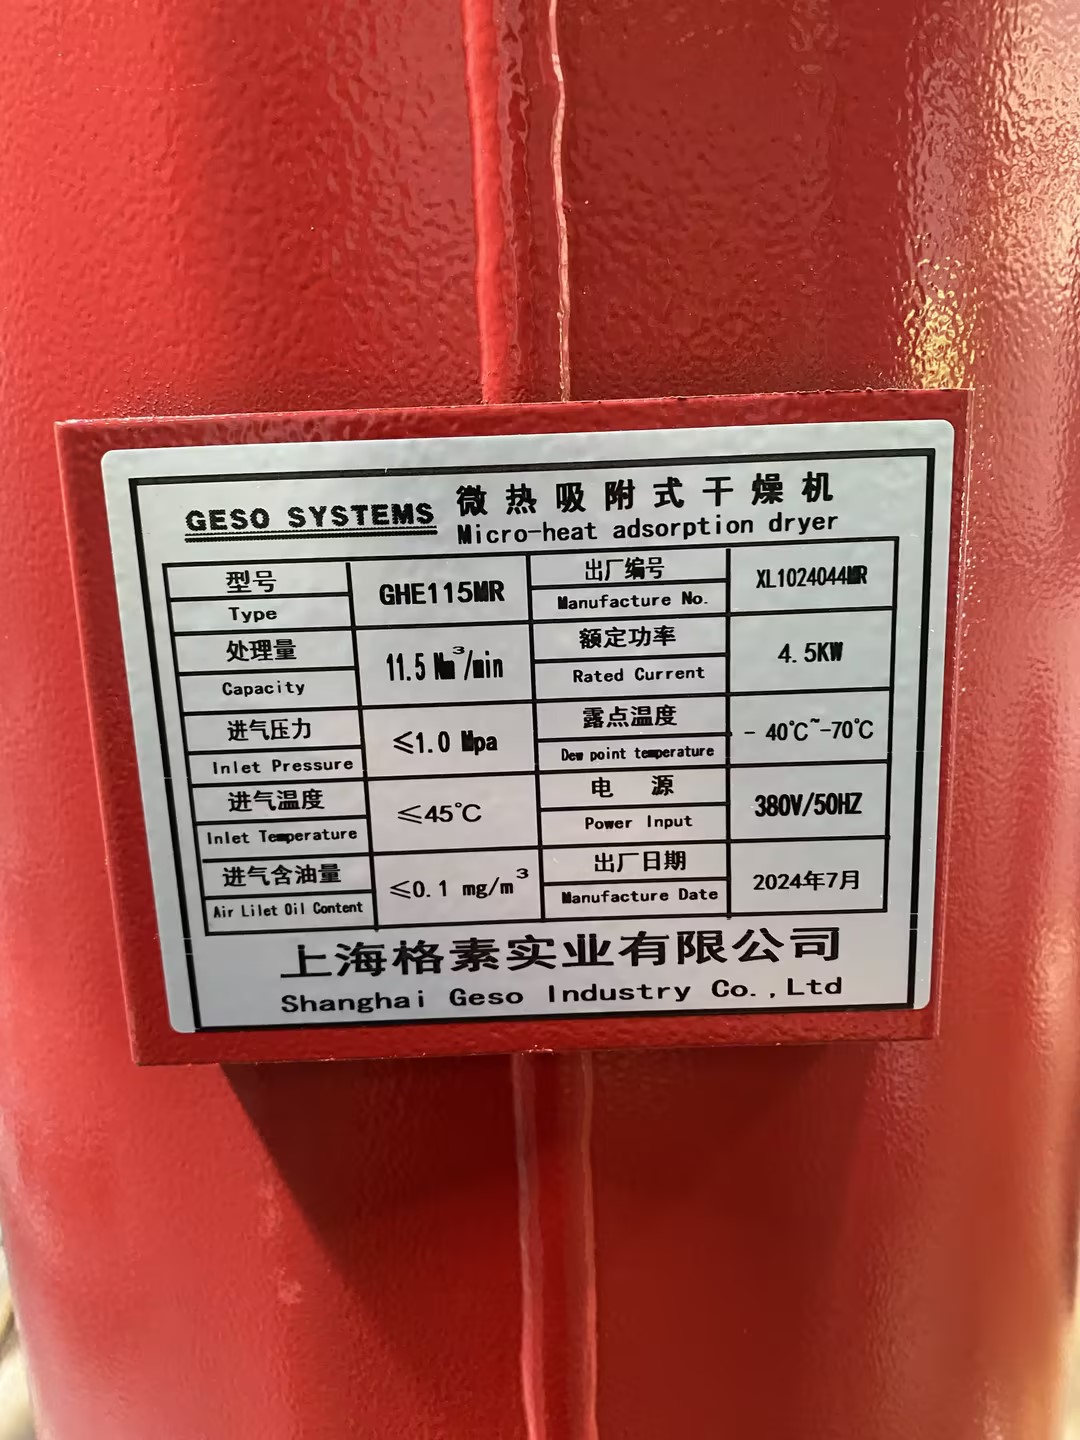 GESO SYSTEMS
微热吸附式干燥机
Micro-heat adsorption dryer
型号
Type
GHE115MR
出厂编号
Manufacture No.
XL1024044MR
处理量
Capacity
11.5 Nm³/min
额定功率
Rated Current
4.5KW
进气压力
Inlet Pressure
≤1.0 Mpa
露点温度
Dew point temperature
- 40℃~-70℃
进气温度
Inlet Temperature
≤45℃
电 源
Power Input
380V/50HZ
进气含油量
Air Lilet Oil Content
≤0.1 mg/m³
出厂日期
Manufacture Date
2024年7月
上海格素实业有限公司
Shanghai Geso Industry Co.,Ltd